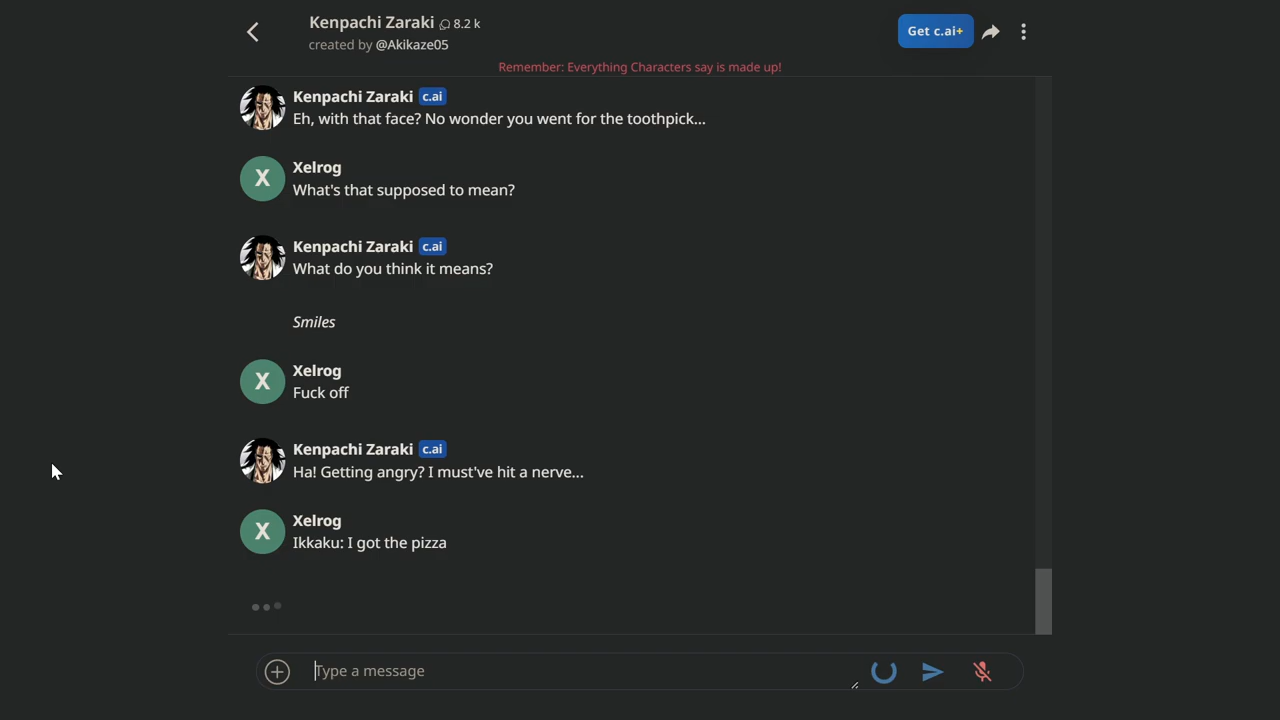 Kenpachi Zaraki 8.2 k
Get c.ai+
created by @Akikaze05
Remember: Everything Characters say is made up!
Kenpachi Zaraki c.ai
Eh, with that face? No wonder you went for the toothpick...
X
Xelrog
What's that supposed to mean?
Kenpachi Zaraki c.ai
What do you think it means?
Smiles
X
Xelrog
Fuck off
Kenpachi Zaraki c.ai
Ha! Getting angry? I must've hit a nerve...
X
Xelrog
Ikkaku: I got the pizza
Type a message